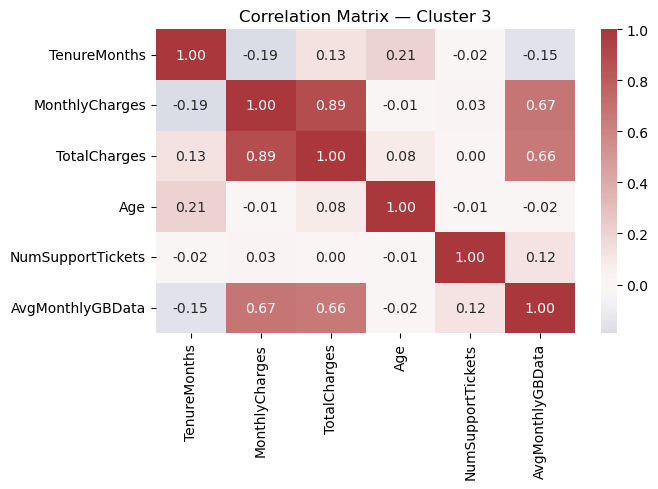 Correlation Matrix — Cluster 3
TenureMonths 1.00 -0.19 0.13 0.21 -0.02 -0.15
MonthlyCharges -0.19 1.00 0.89 -0.01 0.03 0.67
TotalCharges 0.13 0.89 1.00 0.08 0.00 0.66
Age 0.21 -0.01 0.08 1.00 -0.01 -0.02
NumSupportTickets -0.02 0.03 0.00 -0.01 1.00 0.12
AvgMonthlyGBData -0.15 0.67 0.66 -0.02 0.12 1.00
TenureMonths
MonthlyCharges
TotalCharges
Age
NumSupportTickets
AvgMonthlyGBData
1.0
0.8
0.6
0.4
0.2
0.0